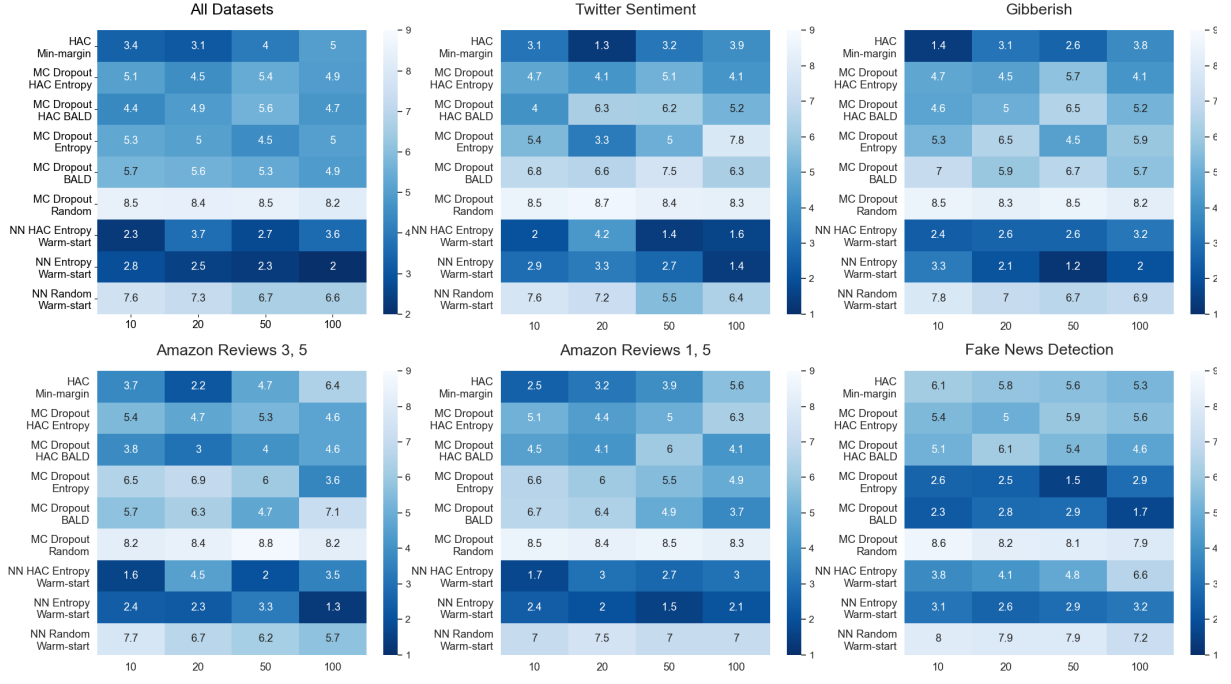 All Datasets
HAC
Min-margin
3.4 3.1 4 5
MC Dropout
HAC Entropy
5.1 4.5 5.4 4.9
MC Dropout
HAC BALD
4.4 4.9 5.6 4.7
MC Dropout
Entropy
5.3 5 4.5 5
MC Dropout
BALD
5.7 5.6 5.3 4.9
MC Dropout
Random
8.5 8.4 8.5 8.2
NN HAC Entropy
Warm-start
2.3 3.7 2.7 3.6
NN Entropy
Warm-start
2.8 2.5 2.3 2
NN Random
Warm-start
7.6 7.3 6.7 6.6
10 20 50 100
9
8
7
6
5
4
3
2
Twitter Sentiment
HAC
Min-margin
3.1 1.3 3.2 3.9
MC Dropout
HAC Entropy
4.7 4.1 5.1 4.1
MC Dropout
HAC BALD
4 6.3 6.2 5.2
MC Dropout
Entropy
5.4 3.3 5 7.8
MC Dropout
BALD
6.8 6.6 7.5 6.3
MC Dropout
Random
8.5 8.7 8.4 8.3
NN HAC Entropy
Warm-start
2 4.2 1.4 1.6
NN Entropy
Warm-start
2.9 3.3 2.7 1.4
NN Random
Warm-start
7.6 7.2 5.5 6.4
10 20 50 100
9
8
7
6
5
4
3
2
1
Gibberish
HAC
Min-margin
1.4 3.1 2.6 3.8
MC Dropout
HAC Entropy
4.7 4.5 5.7 4.1
MC Dropout
HAC BALD
4.6 5 6.5 5.2
MC Dropout
Entropy
5.3 6.5 4.5 5.9
MC Dropout
BALD
7 5.9 6.7 5.7
MC Dropout
Random
8.5 8.3 8.5 8.2
NN HAC Entropy
Warm-start
2.4 2.6 2.6 3.2
NN Entropy
Warm-start
3.3 2.1 1.2 2
NN Random
Warm-start
7.8 7 6.7 6.9
10 20 50 100
9
8
7
6
5
4
3
2
1
Amazon Reviews 3, 5
HAC
Min-margin
3.7 2.2 4.7 6.4
MC Dropout
HAC Entropy
5.4 4.7 5.3 4.6
MC Dropout
HAC BALD
3.8 3 4 4.6
MC Dropout
Entropy
6.5 6.9 6 3.6
MC Dropout
BALD
5.7 6.3 4.7 7.1
MC Dropout
Random
8.2 8.4 8.8 8.2
NN HAC Entropy
Warm-start
1.6 4.5 2 3.5
NN Entropy
Warm-start
2.4 2.3 3.3 1.3
NN Random
Warm-start
7.7 6.7 6.2 5.7
10 20 50 100
9
8
7
6
5
4
3
2
1
Amazon Reviews 1, 5
HAC
Min-margin
2.5 3.2 3.9 5.6
MC Dropout
HAC Entropy
5.1 4.4 5 6.3
MC Dropout
HAC BALD
4.5 4.1 6 4.1
MC Dropout
Entropy
6.6 6 5.5 4.9
MC Dropout
BALD
6.7 6.4 4.9 3.7
MC Dropout
Random
8.5 8.4 8.5 8.3
NN HAC Entropy
Warm-start
1.7 3 2.7 3
NN Entropy
Warm-start
2.4 2 1.5 2.1
NN Random
Warm-start
7 7.5 7 7
10 20 50 100
9
8
7
6
5
4
3
2
1
Fake News Detection
HAC
Min-margin
6.1 5.8 5.6 5.3
MC Dropout
HAC Entropy
5.4 5 5.9 5.6
MC Dropout
HAC BALD
5.1 6.1 5.4 4.6
MC Dropout
Entropy
2.6 2.5 1.5 2.9
MC Dropout
BALD
2.3 2.8 2.9 1.7
MC Dropout
Random
8.6 8.2 8.1 7.9
NN HAC Entropy
Warm-start
3.8 4.1 4.8 6.6
NN Entropy
Warm-start
3.1 2.6 2.9 3.2
NN Random
Warm-start
8 7.9 7.9 7.2
10 20 50 100
9
8
7
6
5
4
3
2
1